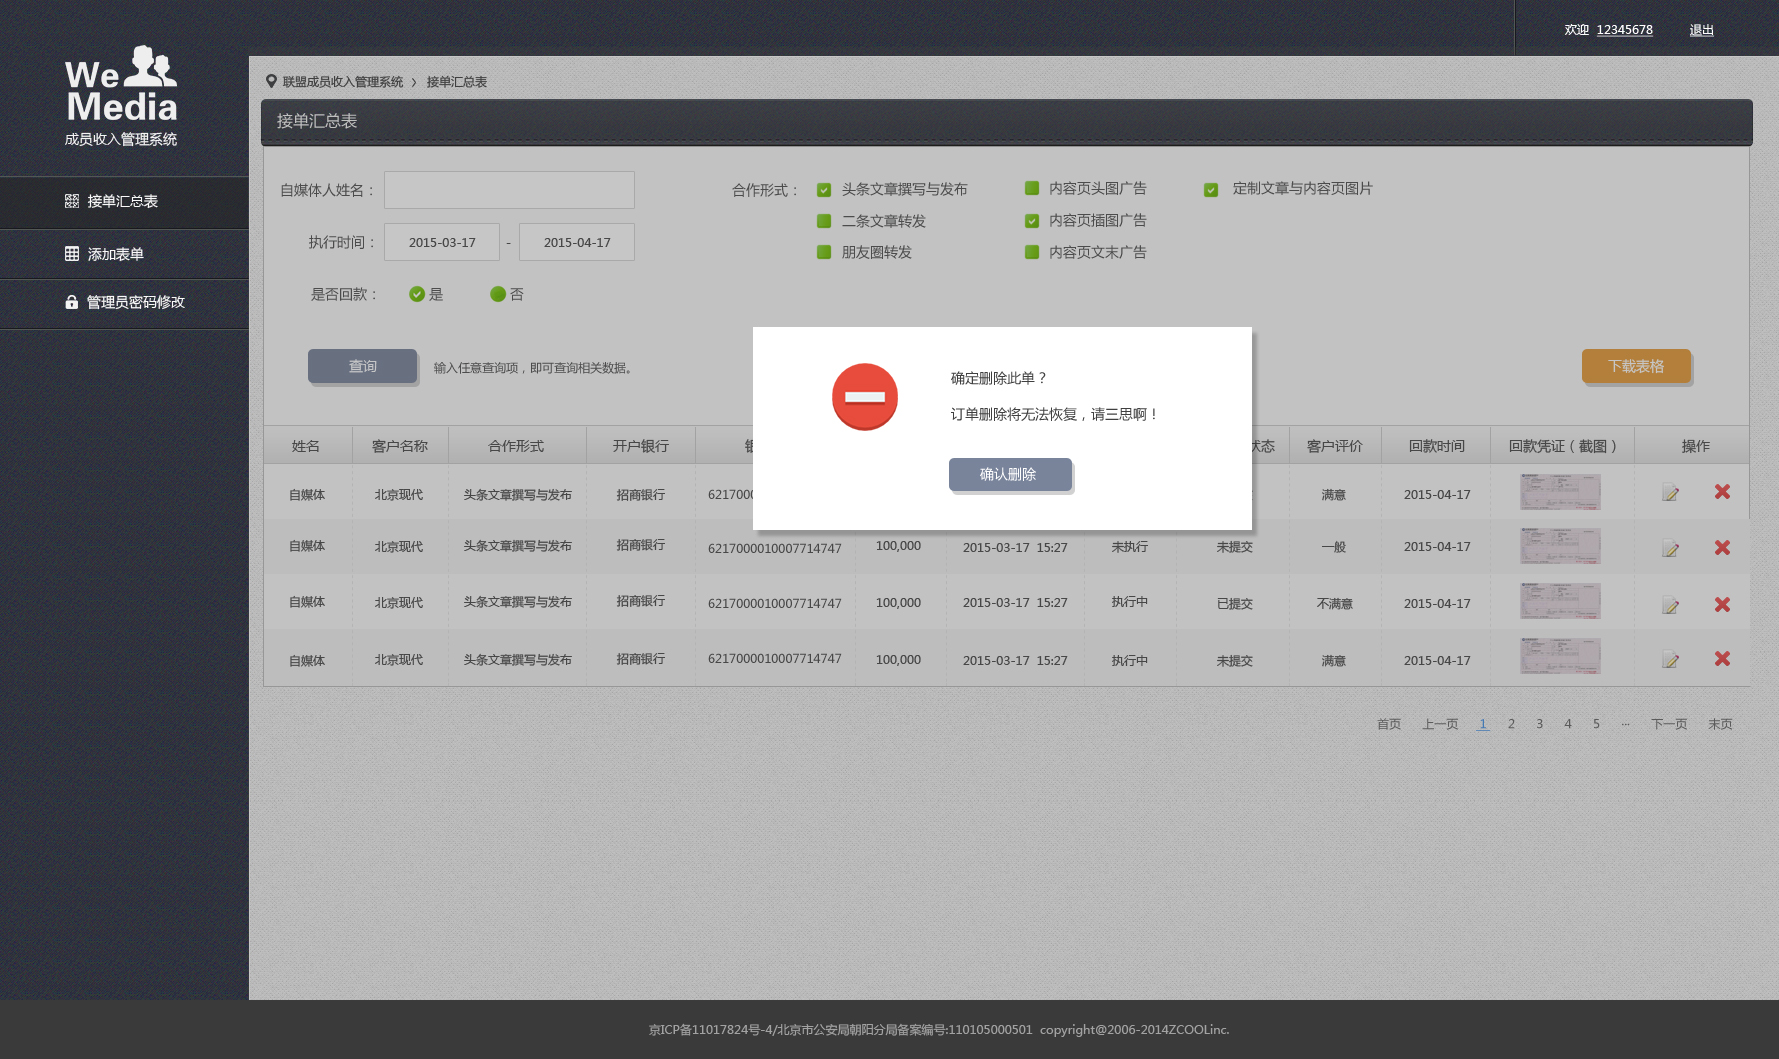 欢迎 12345678 退出
We
Media
成员收入管理系统
接单汇总表
添加表单
管理员密码修改
联盟成员收入管理系统 > 接单汇总表
接单汇总表
自媒体人姓名：
执行时间： 2015-03-17 - 2015-04-17
是否回款： 是 否
合作形式： 头条文章撰写与发布 内容页头图广告 定制文章与内容页图片
二条文章转发 内容页插图广告
朋友圈转发 内容页文末广告
查询 输入任意查询项，即可查询相关数据。 下载表格
确定删除此单？
订单删除将无法恢复，请三思啊！
确认删除
姓名 客户名称 合作形式 开户银行 状态 客户评价 回款时间 回款凭证（截图） 操作
自媒体 北京现代 头条文章撰写与发布 招商银行 621700 满意 2015-04-17
自媒体 北京现代 头条文章撰写与发布 招商银行 6217000010007714747 100,000 2015-03-17 15:27 未执行 未提交 一般 2015-04-17
自媒体 北京现代 头条文章撰写与发布 招商银行 6217000010007714747 100,000 2015-03-17 15:27 执行中 已提交 不满意 2015-04-17
自媒体 北京现代 头条文章撰写与发布 招商银行 6217000010007714747 100,000 2015-03-17 15:27 执行中 未提交 满意 2015-04-17
首页 上一页 1 2 3 4 5 ··· 下一页 末页
京ICP备11017824号-4/北京市公安局朝阳分局备案编号:110105000501 copyright@2006-2014ZCOOLinc.